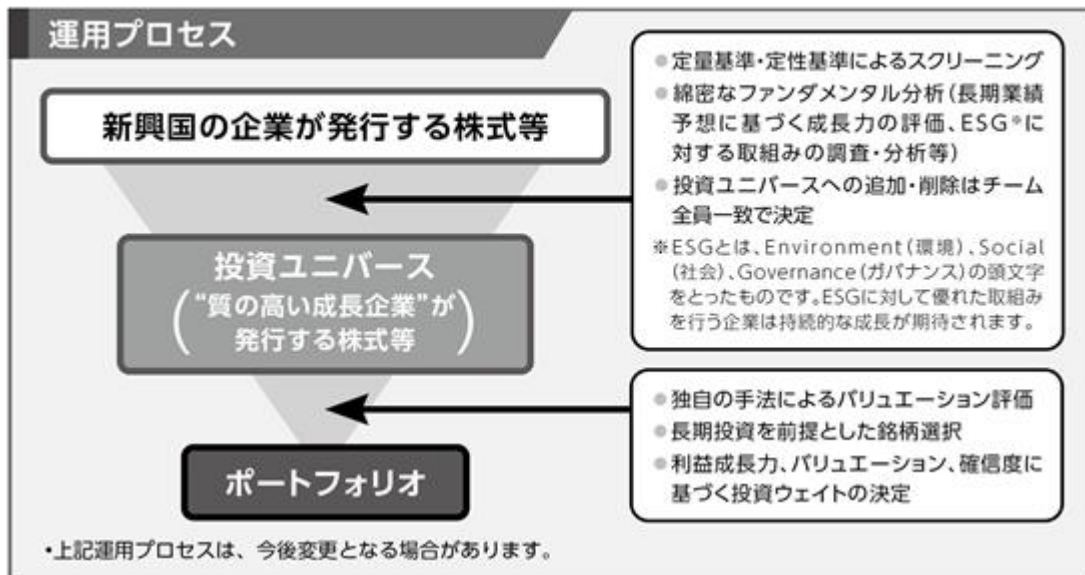 運用プロセス
新興国の企業が発行する株式等
●定量基準・定性基準によるスクリーニング
●綿密なファンダメンタル分析(長期業績
予想に基づく成長力の評価、ESG※に
対する取組みの調査・分析等)
●投資ユニバースへの追加・削除はチーム
全員一致で決定
※ESGとは、Environment(環境)、Social
(社会)、Governance(ガバナンス)の頭文字
をとったものです。ESGに対して優れた取組み
を行う企業は持続的な成長が期待されます。
投資ユニバース
(“質の高い成長企業”が
発行する株式等)
●独自の手法によるバリュエーション評価
●長期投資を前提とした銘柄選択
●利益成長力、バリュエーション、確信度に
基づく投資ウェイトの決定
ポートフォリオ
・上記運用プロセスは、今後変更となる場合があります。